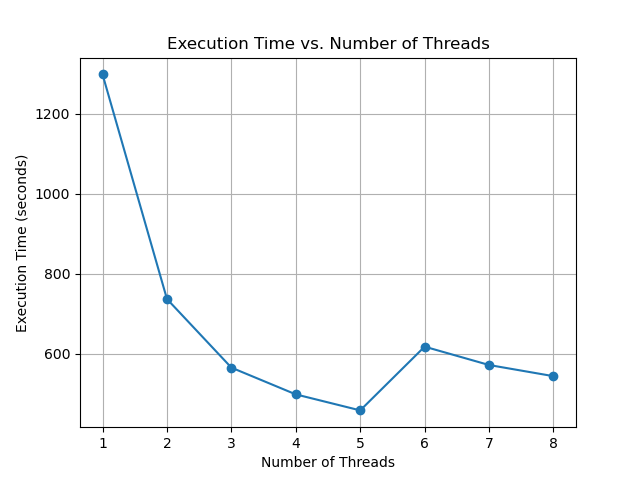 Execution Time vs. Number of Threads
Execution Time (seconds)
1200
1000
800
600
1 2 3 4 5 6 7 8
Number of Threads